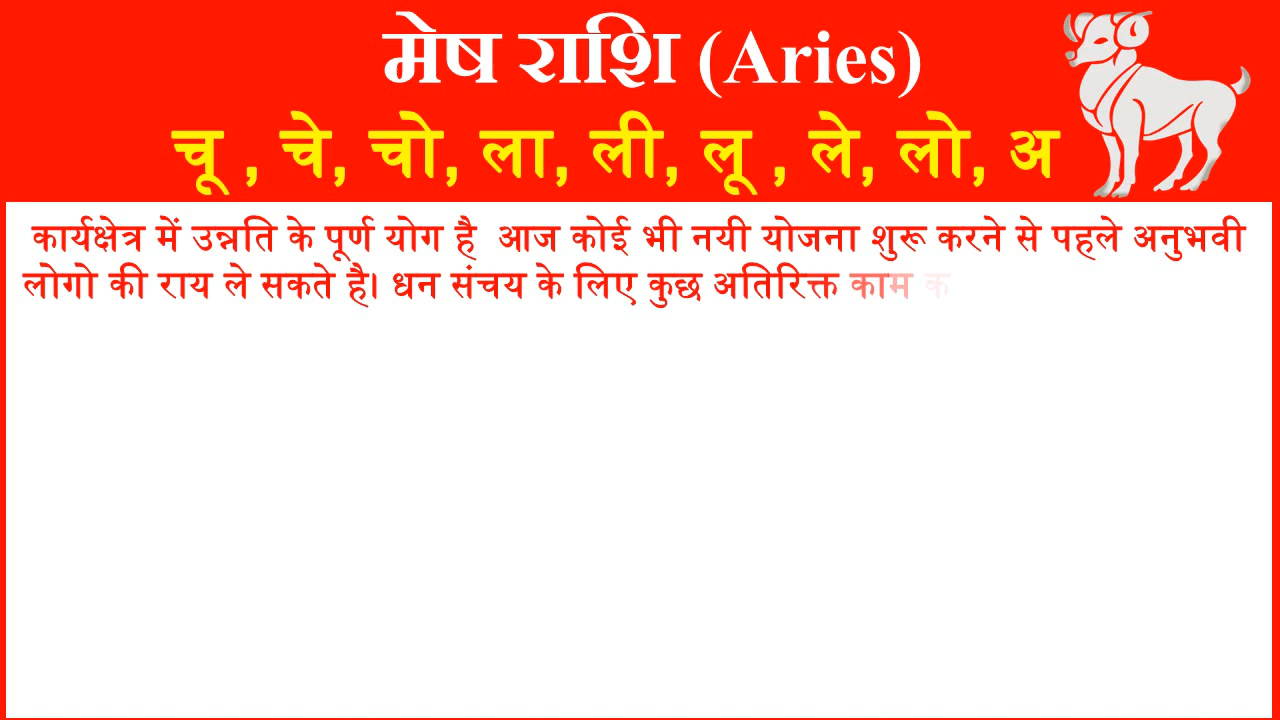 मेष राशि (Aries)
चू , चे, चो, ला, ली, लू , ले, लो, अ
कार्यक्षेत्र में उन्नति के पूर्ण योग है आज कोई भी नयी योजना शुरू करने से पहले अनुभवी
लोगो की राय ले सकते है। धन संचय के लिए कुछ अतिरिक्त काम